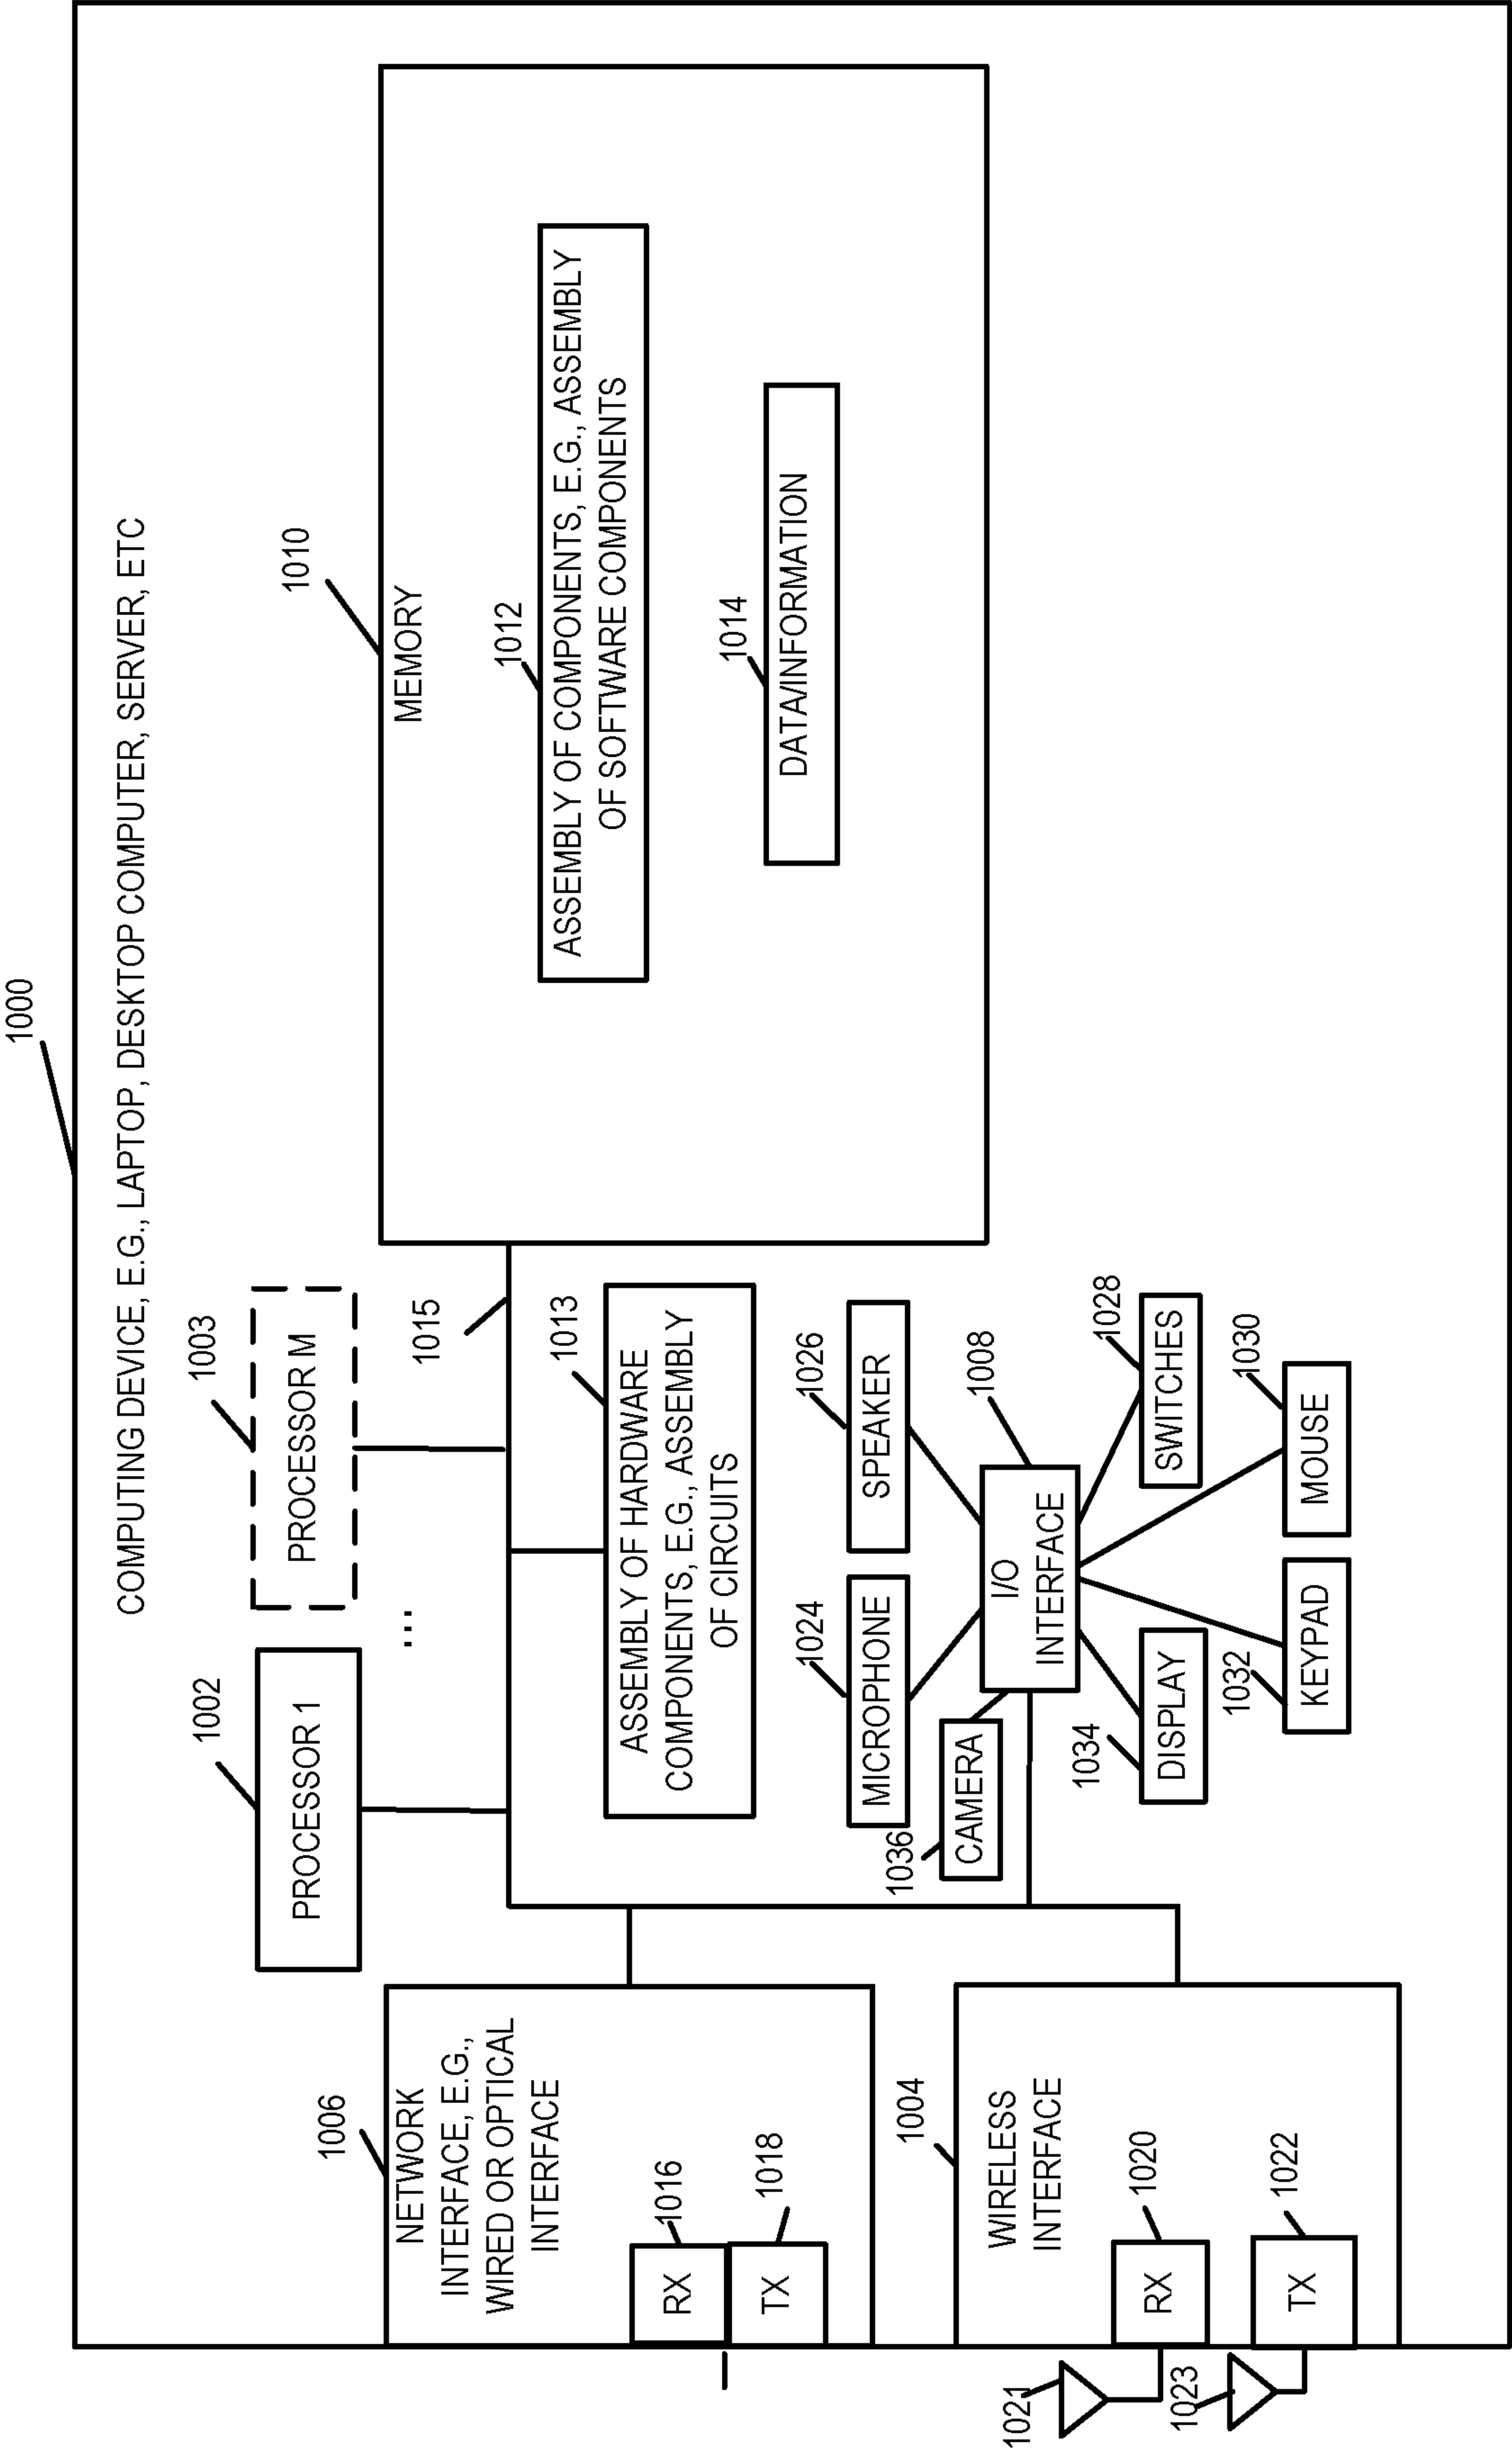 1000
COMPUTING DEVICE, E.G., LAPTOP, DESKTOP COMPUTER, SERVER, ETC
1002
PROCESSOR 1
...
1003
PROCESSOR M
1015
1010
MEMORY
1012
ASSEMBLY OF COMPONENTS, E.G., ASSEMBLY
OF SOFTWARE COMPONENTS
1014
DATA/INFORMATION
1006
NETWORK
INTERFACE, E.G.,
WIRED OR OPTICAL
INTERFACE
1016
RX
1018
TX
1013
ASSEMBLY OF HARDWARE
COMPONENTS, E.G., ASSEMBLY
OF CIRCUITS
1024
MICROPHONE
1026
SPEAKER
1036
CAMERA
1008
I/O
INTERFACE
1034
DISPLAY
1028
SWITCHES
1032
KEYPAD
1030
MOUSE
1004
WIRELESS
INTERFACE
1020
RX
1022
TX
1021
1023